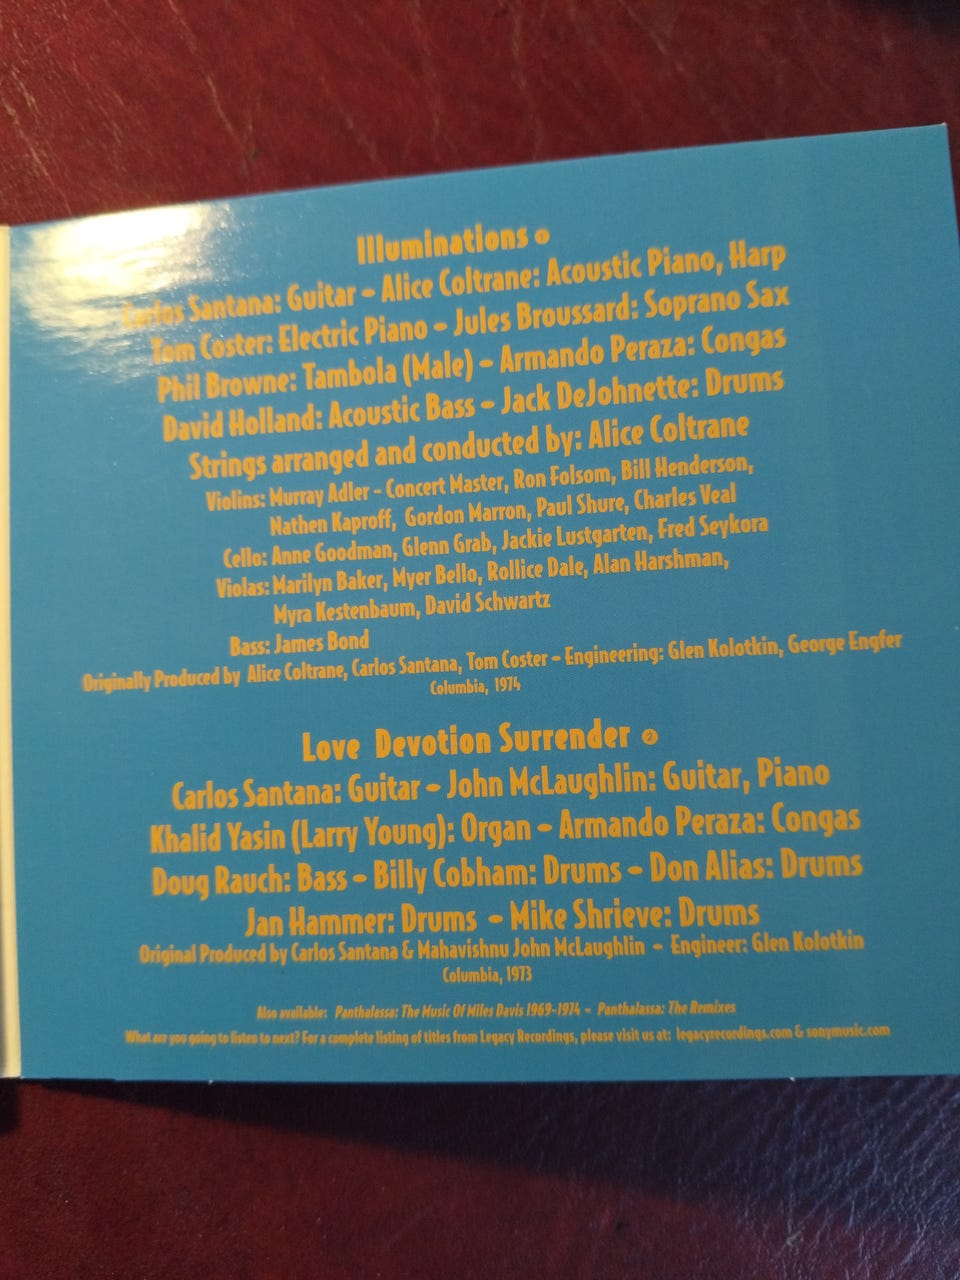 Illuminations ❶
Carlos Santana: Guitar – Alice Coltrane: Acoustic Piano, Harp
Tom Coster: Electric Piano – Jules Broussard: Soprano Sax
Phil Browne: Tambola (Male) – Armando Peraza: Congas
David Holland: Acoustic Bass – Jack DeJohnette: Drums
Strings arranged and conducted by: Alice Coltrane
Violins: Murray Adler – Concert Master, Ron Folsom, Bill Henderson,
Nathen Kaproff, Gordon Marron, Paul Shure, Charles Veal
Cello: Anne Goodman, Glenn Grab, Jackie Lustgarten, Fred Seykora
Violas: Marilyn Baker, Myer Bello, Rollice Dale, Alan Harshman,
Myra Kestenbaum, David Schwartz
Bass: James Bond
Originally Produced by Alice Coltrane, Carlos Santana, Tom Coster – Engineering: Glen Kolotkin, George Engfer
Columbia, 1974
Love Devotion Surrender ❷
Carlos Santana: Guitar – John McLaughlin: Guitar, Piano
Khalid Yasin (Larry Young): Organ – Armando Peraza: Congas
Doug Rauch: Bass – Billy Cobham: Drums – Don Alias: Drums
Jan Hammer: Drums – Mike Shrieve: Drums
Original Produced by Carlos Santana & Mahavishnu John McLaughlin – Engineer: Glen Kolotkin
Columbia, 1973
Also available: Panthalassa: The Music Of Miles Davis 1969-1974 – Panthalassa: The Remixes
What are you going to listen to next? For a complete listing of titles from Legacy Recordings, please visit us at: legacyrecordings.com & sonymusic.com